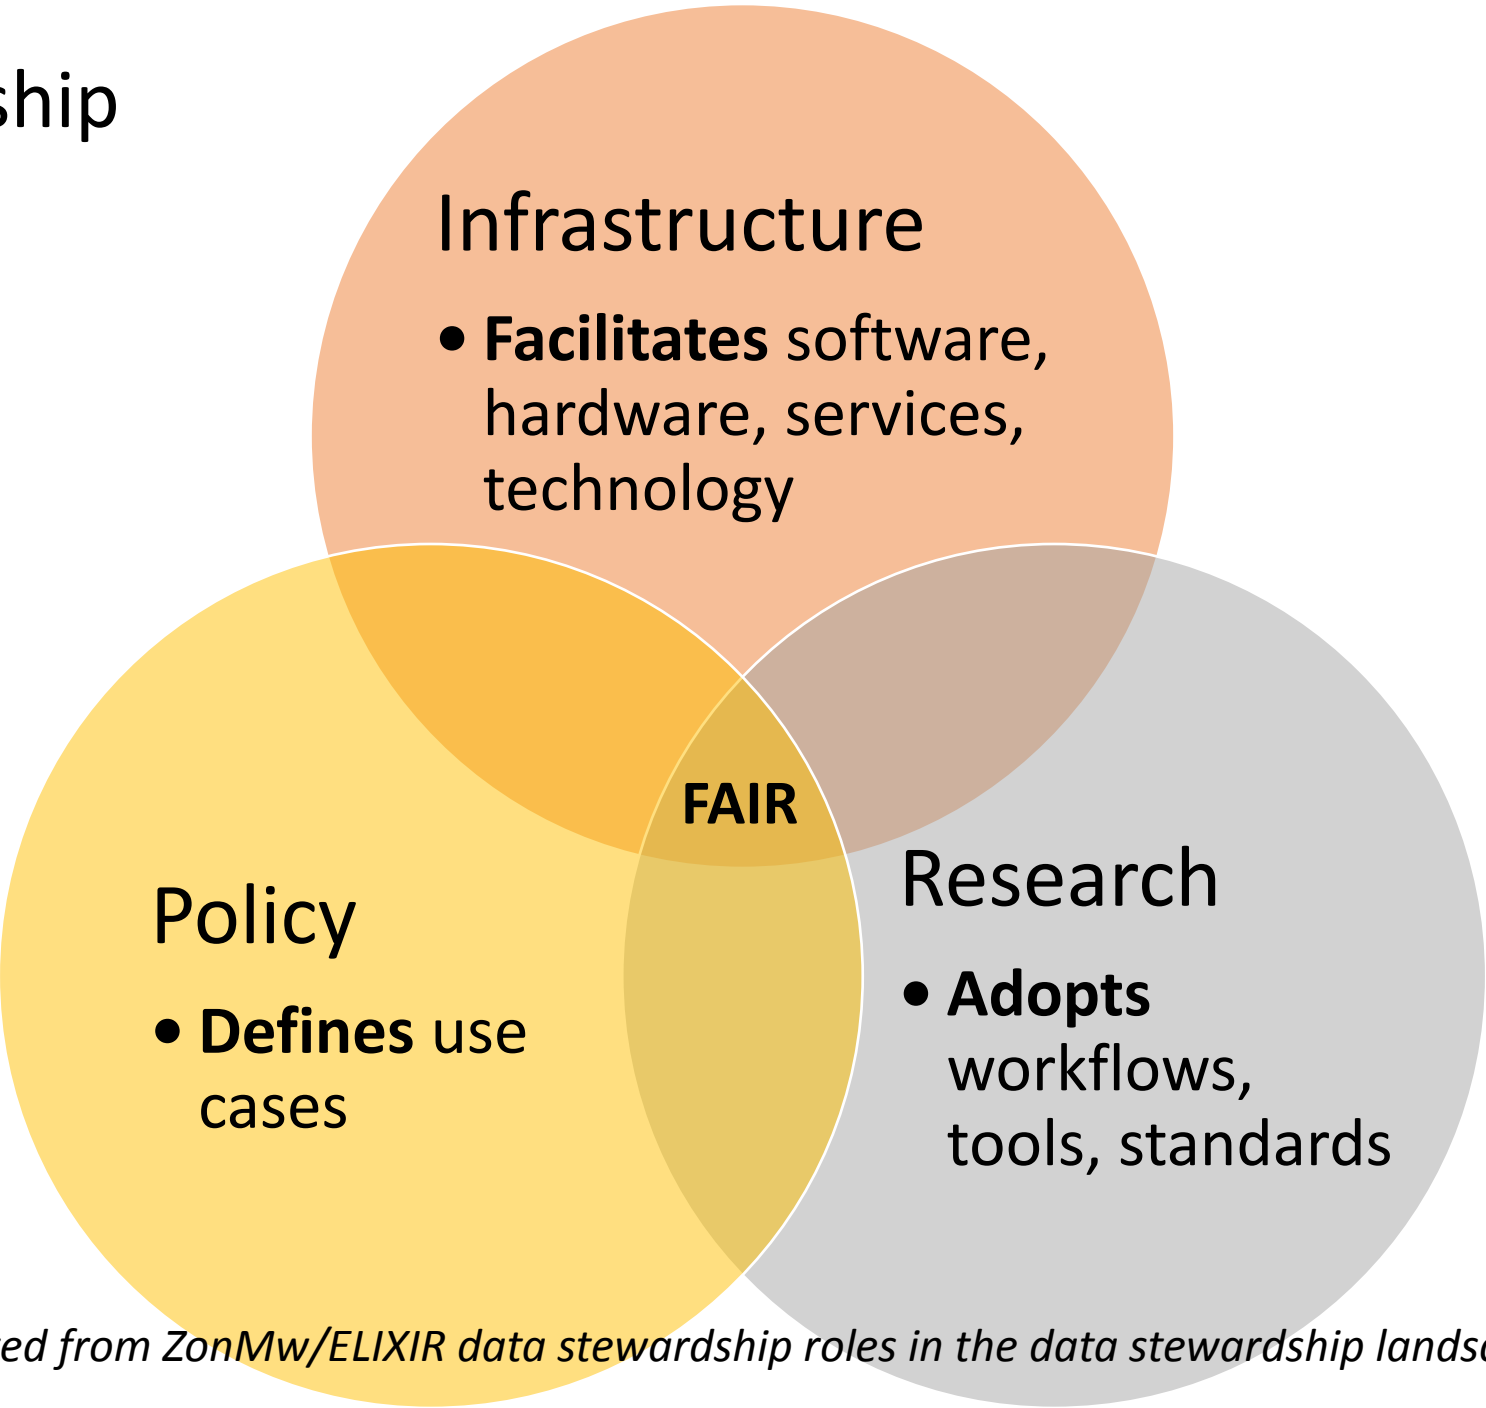 ship
Infrastructure
• Facilitates software,
hardware, services,
technology
FAIR
Policy
• Defines use
cases
Research
• Adopts
workflows,
tools, standards
ed from ZonMw/ELIXIR data stewardship roles in the data stewardship landsc